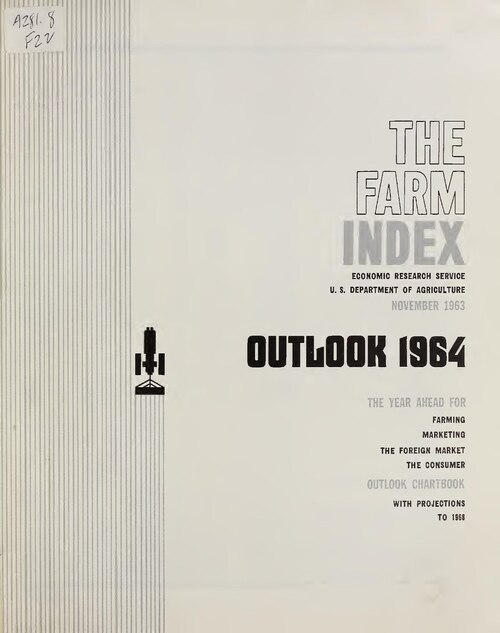 A281.8
F22
THE
FARM
INDEX
ECONOMIC RESEARCH SERVICE
U. S. DEPARTMENT OF AGRICULTURE
NOVEMBER 1963
OUTLOOK 1964
THE YEAR AHEAD FOR
FARMING
MARKETING
THE FOREIGN MARKET
THE CONSUMER
OUTLOOK CHARTBOOK
WITH PROJECTIONS
TO 1968